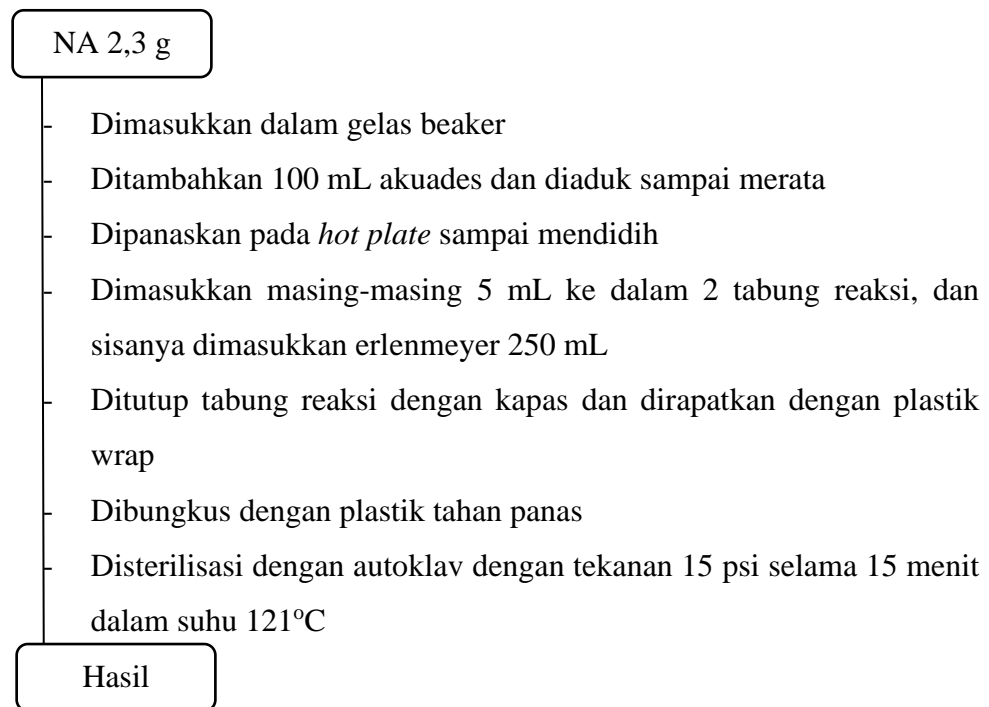 NA 2,3 g
- Dimasukkan dalam gelas beaker
- Ditambahkan 100 mL akuades dan diaduk sampai merata
- Dipanaskan pada hot plate sampai mendidih
- Dimasukkan masing-masing 5 mL ke dalam 2 tabung reaksi, dan
sisanya dimasukkan erlenmeyer 250 mL
- Ditutup tabung reaksi dengan kapas dan dirapatkan dengan plastik
wrap
- Dibungkus dengan plastik tahan panas
- Disterilisasi dengan autoklav dengan tekanan 15 psi selama 15 menit
dalam suhu 121°C
Hasil